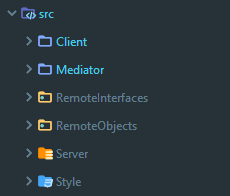 src
Client
Mediator
RemoteInterfaces
RemoteObjects
Server
Style